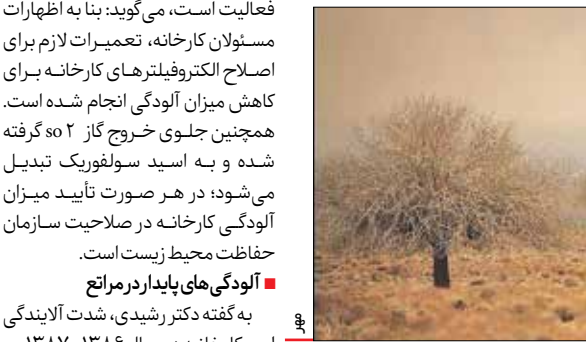 فعالیت است، می‌گوید: بنا به اظهارات
مسئولان کارخانه، تعمیرات لازم برای
اصلاح الکتروفیلترهای کارخانه برای
کاهش میزان آلودگی انجام شده است.
همچنین جلوی خروج گاز so ۲ گرفته
شده و به اسید سولفوریک تبدیل
می‌شود؛ در هر صورت تأیید میزان
آلودگی کارخانه در صلاحیت سازمان
حفاظت محیط زیست است.
■ آلودگی‌های پایدار در مراتع
به گفته دکتر رشیدی، شدت آلایندگی
مهر